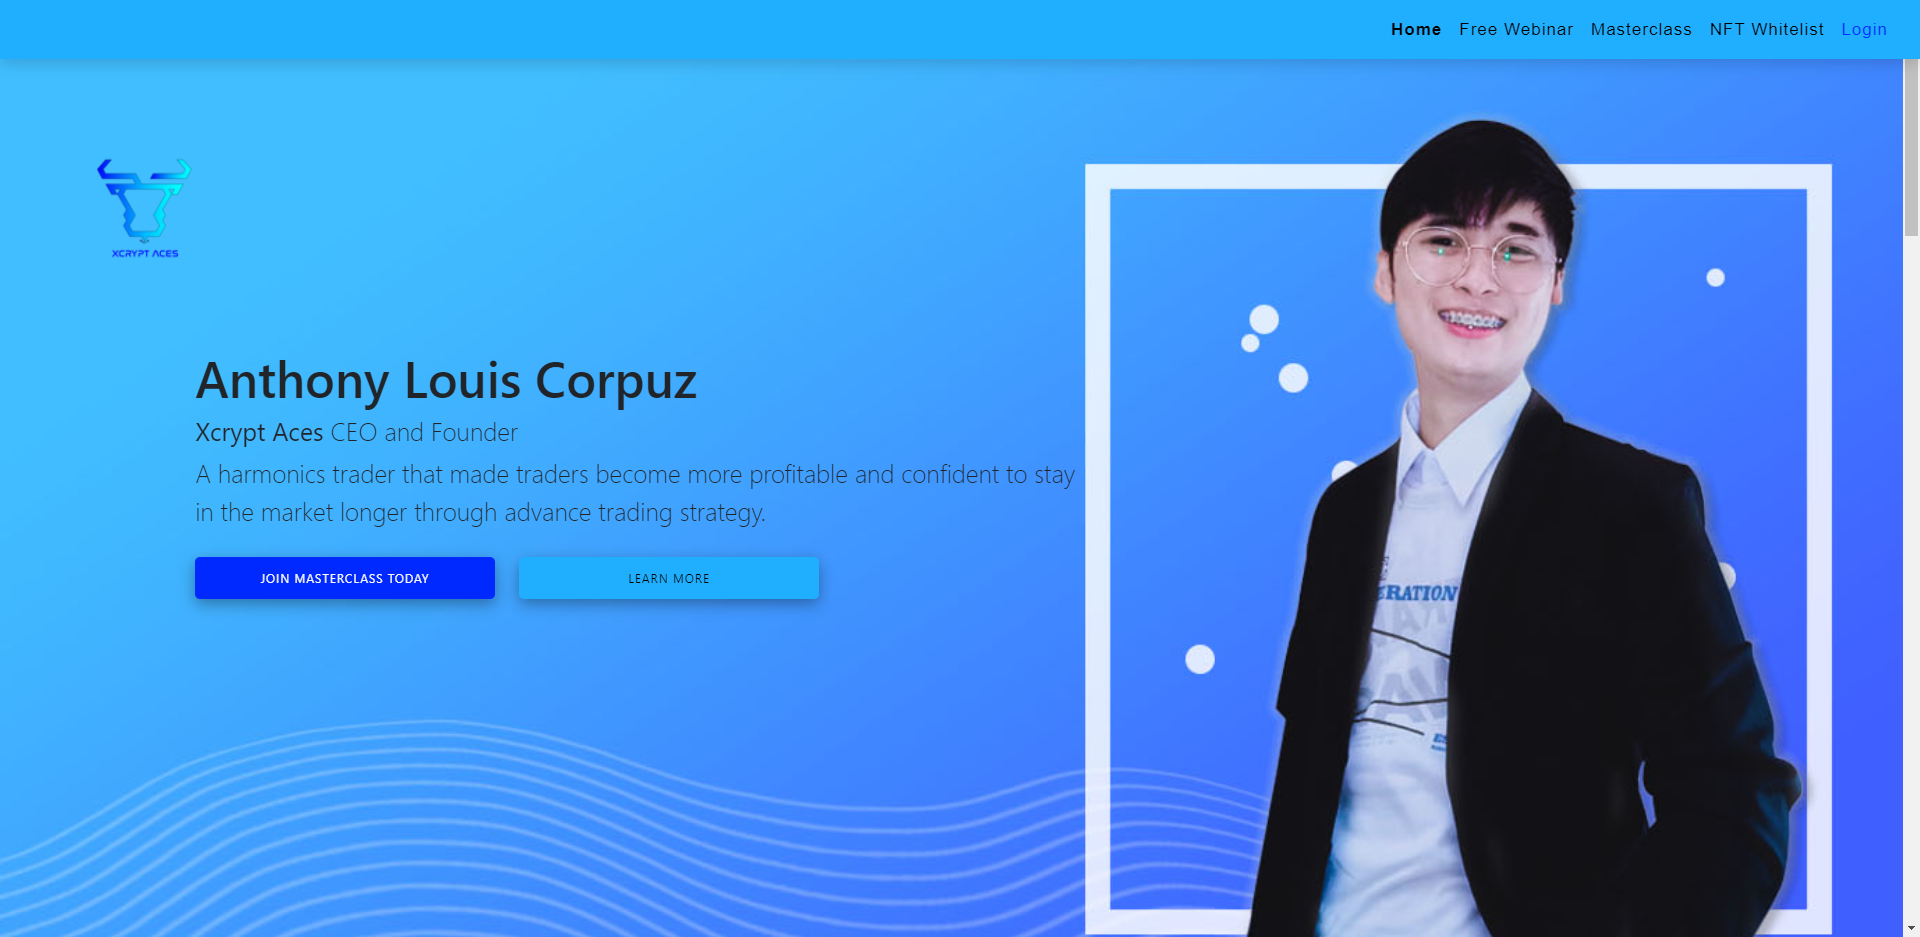 Home Free Webinar Masterclass NFT Whitelist Login
XCRYPT ACES
Anthony Louis Corpuz
Xcrypt Aces CEO and Founder
A harmonics trader that made traders become more profitable and confident to stay
in the market longer through advance trading strategy.
JOIN MASTERCLASS TODAY LEARN MORE
ERATION